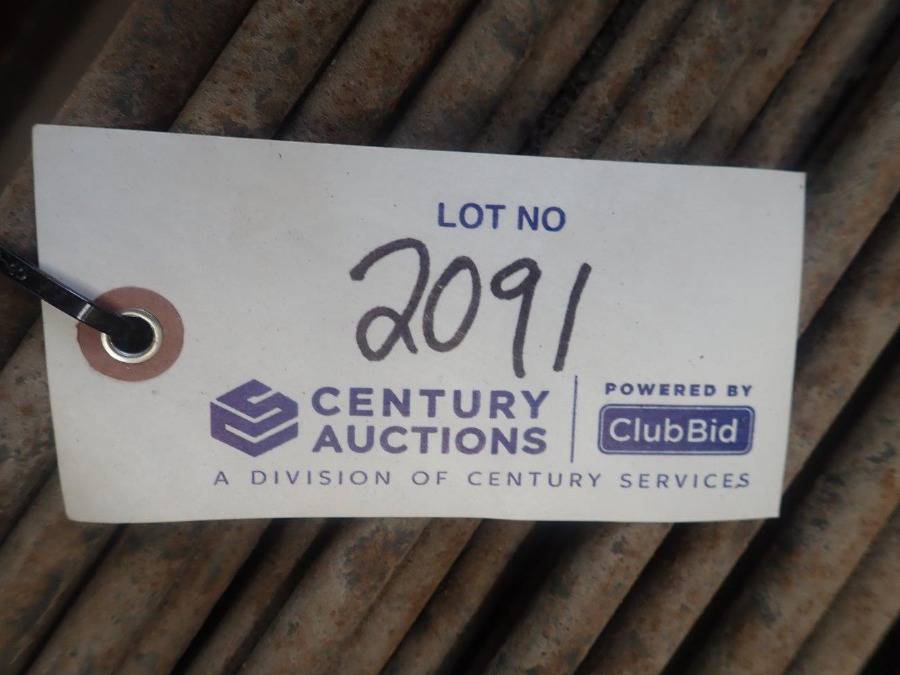 LOT NO
2091
CENTURY
AUCTIONS
POWERED BY
ClubBid
A DIVISION OF CENTURY SERVICES